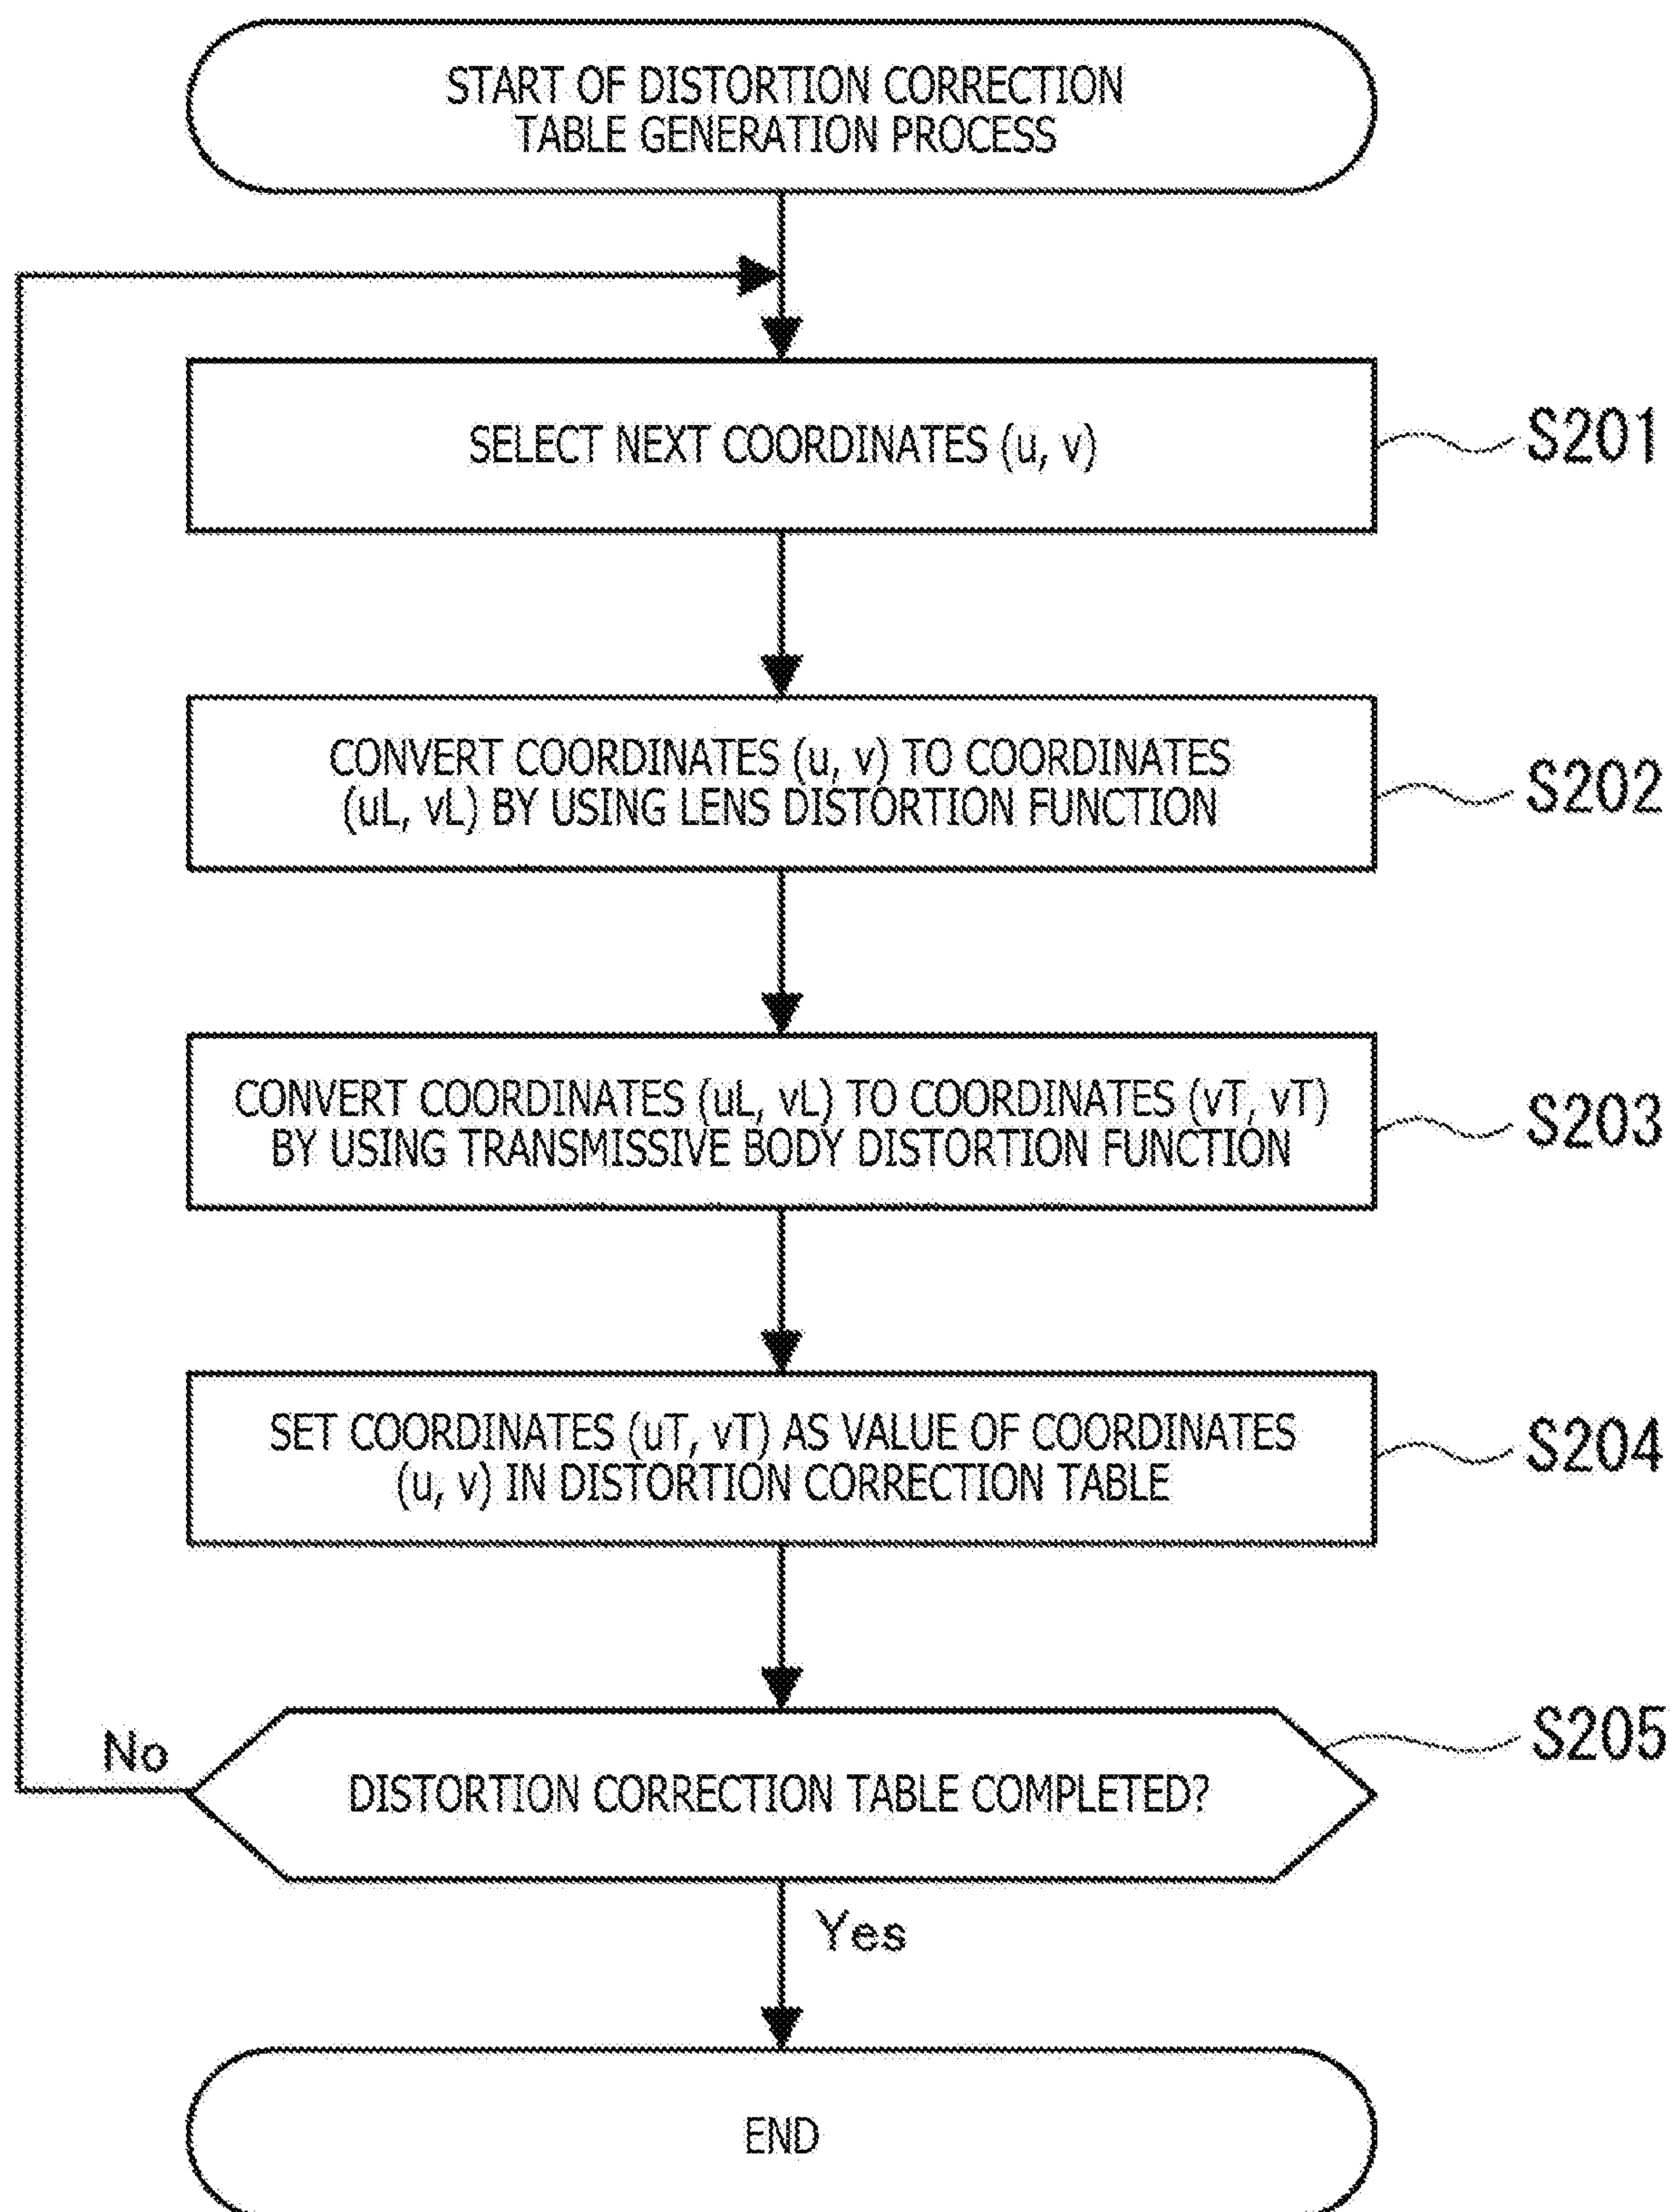 START OF DISTORTION CORRECTION
TABLE GENERATION PROCESS
SELECT NEXT COORDINATES (u, v)
S201
CONVERT COORDINATES (u, v) TO COORDINATES
(uL, vL) BY USING LENS DISTORTION FUNCTION
S202
CONVERT COORDINATES (uL, vL) TO COORDINATES (vT, vT)
BY USING TRANSMISSIVE BODY DISTORTION FUNCTION
S203
SET COORDINATES (uT, vT) AS VALUE OF COORDINATES
(u, v) IN DISTORTION CORRECTION TABLE
S204
No
DISTORTION CORRECTION TABLE COMPLETED?
S205
Yes
END